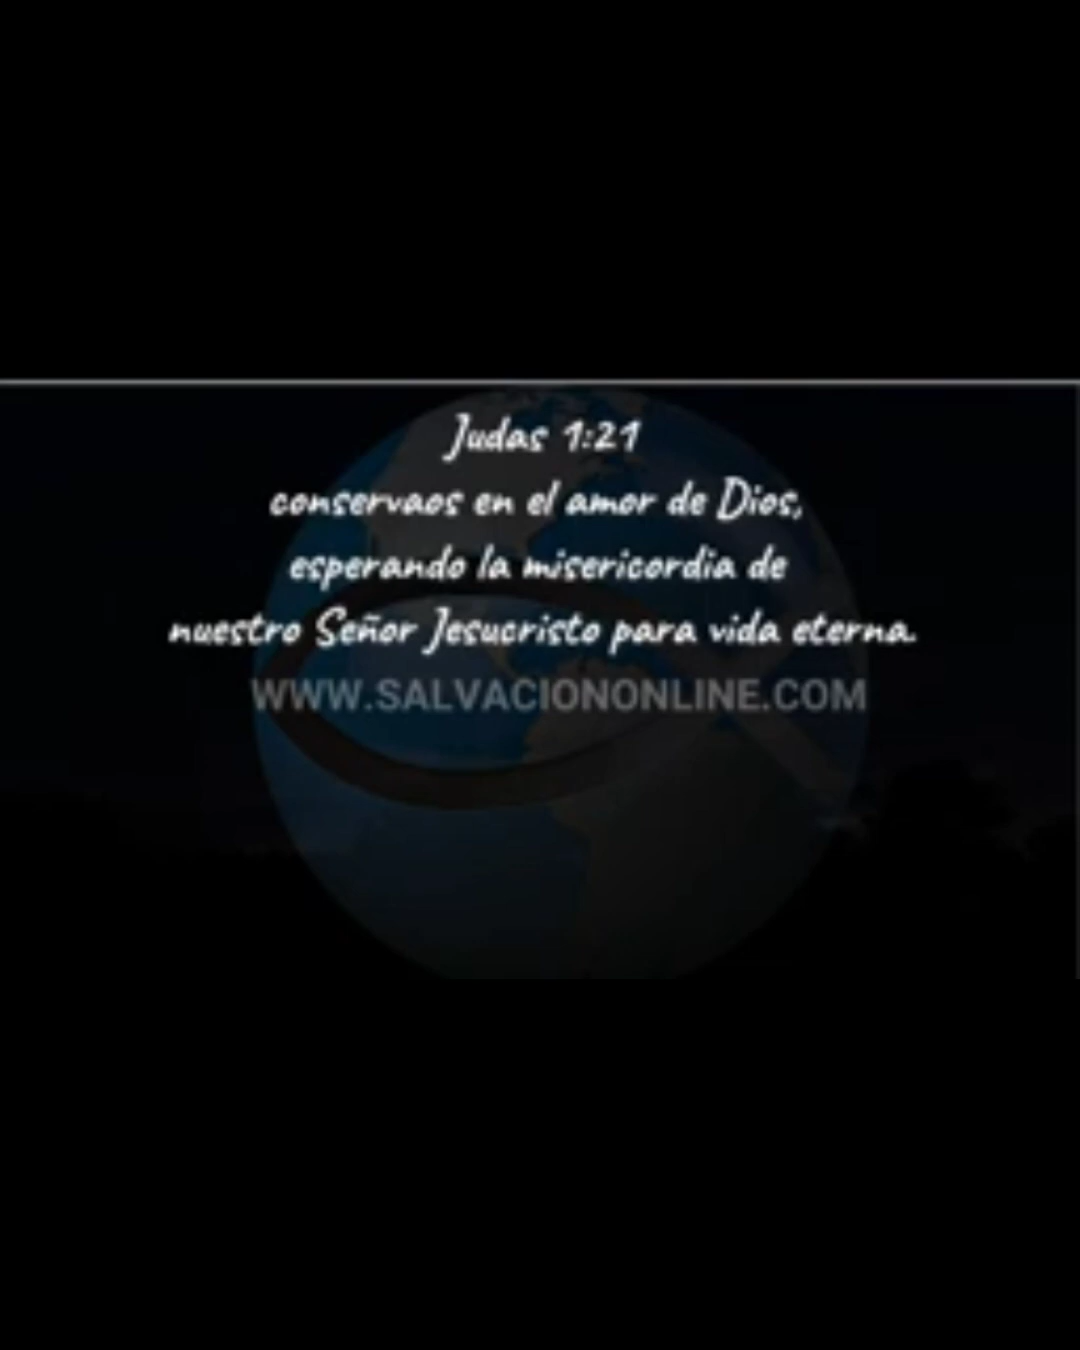 Judas 1:21
conservaos en el amor de Dios,
esperando la misericordia de
nuestro Señor Jesucristo para vida eterna.
WWW.SALVACIONONLINE.COM